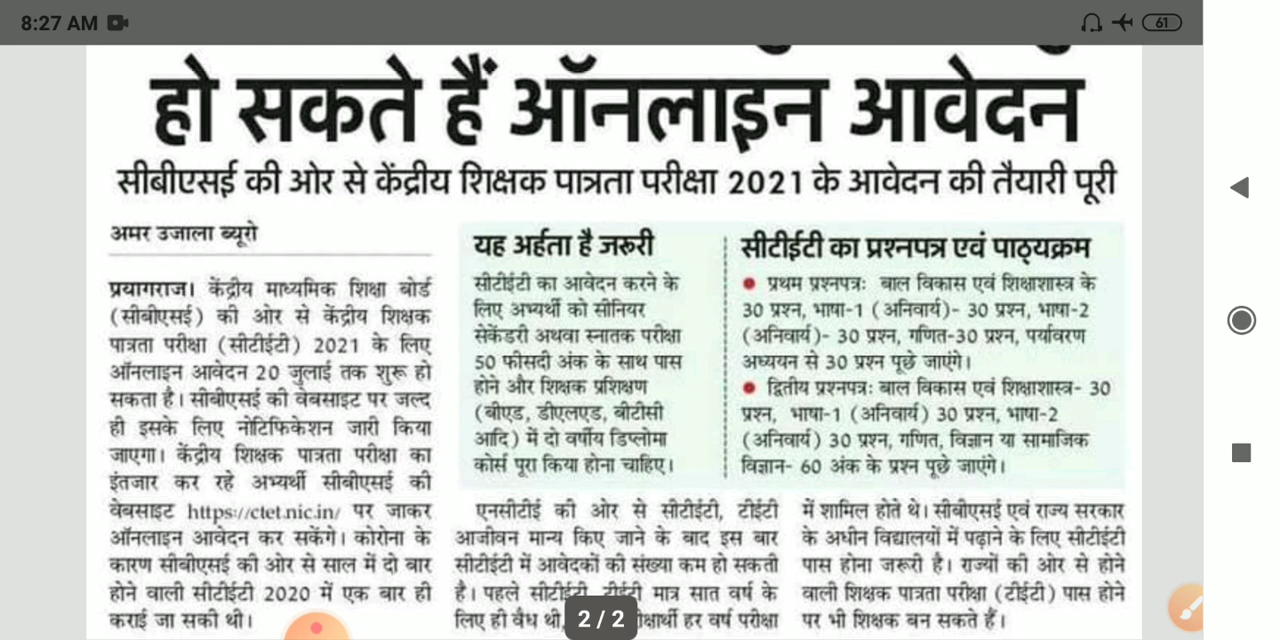 8:27 AM
61
हो सकते हैं ऑनलाइन आवेदन
सीबीएसई की ओर से केंद्रीय शिक्षक पात्रता परीक्षा 2021 के आवेदन की तैयारी पूरी
अमर उजाला ब्यूरो
प्रयागराज। केंद्रीय माध्यमिक शिक्षा बोर्ड
(सीबीएसई) की ओर से केंद्रीय शिक्षक
पात्रता परीक्षा (सीटीईटी) 2021 के लिए
ऑनलाइन आवेदन 20 जुलाई तक शुरू हो
सकता है। सीबीएसई की वेबसाइट पर जल्द
ही इसके लिए नोटिफिकेशन जारी किया
जाएगा। केंद्रीय शिक्षक पात्रता परीक्षा का
इंतजार कर रहे अभ्यर्थी सीबीएसई की
वेबसाइट https://ctet.nic.in/ पर जाकर
ऑनलाइन आवेदन कर सकेंगे। कोरोना के
कारण सीबीएसई की ओर से साल में दो बार
होने वाली सीटीईटी 2020 में एक बार ही
कराई जा सकी थी।
यह अर्हता है जरूरी
सीटीईटी का आवेदन करने के
लिए अभ्यर्थी को सीनियर
सेकेंडरी अथवा स्नातक परीक्षा
50 फीसदी अंक के साथ पास
होने और शिक्षक प्रशिक्षण
(बीएड, डीएलएड, बीटीसी
आदि) में दो वर्षीय डिप्लोमा
कोर्स पूरा किया होना चाहिए।
सीटीईटी का प्रश्नपत्र एवं पाठ्यक्रम
• प्रथम प्रश्नपत्रः बाल विकास एवं शिक्षाशास्त्र के
30 प्रश्न, भाषा-1 (अनिवार्य)- 30 प्रश्न, भाषा-2
(अनिवार्य)- 30 प्रश्न, गणित-30 प्रश्न, पर्यावरण
अध्ययन से 30 प्रश्न पूछे जाएंगे।
• द्वितीय प्रश्नपत्र: बाल विकास एवं शिक्षाशास्त्र- 30
प्रश्न, भाषा-1 (अनिवार्य) 30 प्रश्न, भाषा-2
(अनिवार्य) 30 प्रश्न, गणित, विज्ञान या सामाजिक
विज्ञान- 60 अंक के प्रश्न पूछे जाएंगे।
एनसीटीई की ओर से सीटीईटी, टीईटी
आजीवन मान्य किए जाने के बाद इस बार
सीटीईटी में आवेदकों की संख्या कम हो सकती
है। पहले सीटीईटी, टीईटी मात्र सात वर्ष के
लिए ही वैध थी, हर वर्ष परीक्षा
में शामिल होते थे। सीबीएसई एवं राज्य सरकार
के अधीन विद्यालयों में पढ़ाने के लिए सीटीईटी
पास होना जरूरी है। राज्यों की ओर से होने
वाली शिक्षक पात्रता परीक्षा (टीईटी) पास होने
पर भी शिक्षक बन सकते हैं।
2 / 2